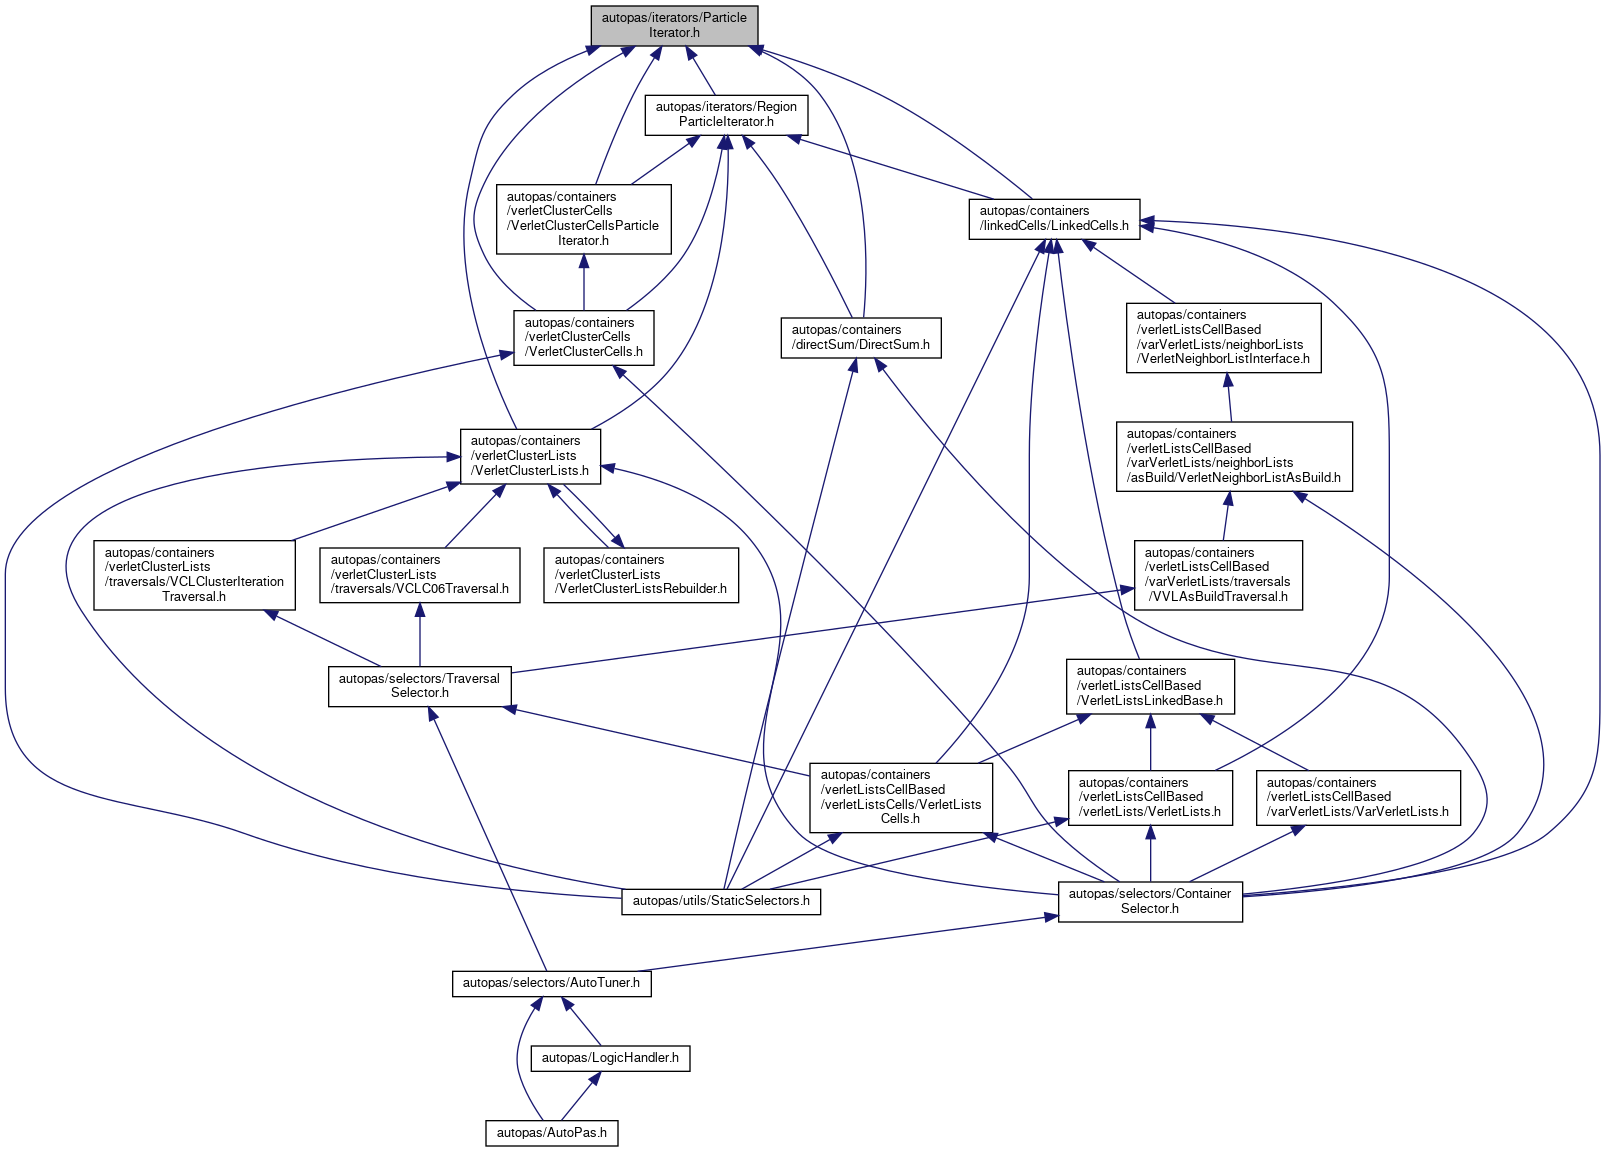 autopas/iterators/Particle
Iterator.h
autopas/iterators/Region
ParticleIterator.h
autopas/containers
/verletClusterCells
/VerletClusterCellsParticle
Iterator.h
autopas/containers
/linkedCells/LinkedCells.h
autopas/containers
/verletClusterCells
/VerletClusterCells.h
autopas/containers
/directSum/DirectSum.h
autopas/containers
/verletListsCellBased
/varVerletLists/neighborLists
/VerletNeighborListInterface.h
autopas/containers
/verletClusterLists
/VerletClusterLists.h
autopas/containers
/verletListsCellBased
/varVerletLists/neighborLists
/asBuild/VerletNeighborListAsBuild.h
autopas/containers
/verletClusterLists
/traversals/VCLClusterIteration
Traversal.h
autopas/containers
/verletClusterLists
/traversals/VCLC06Traversal.h
autopas/containers
/verletClusterLists
/VerletClusterListsRebuilder.h
autopas/containers
/verletListsCellBased
/varVerletLists/traversals
/VVLAsBuildTraversal.h
autopas/selectors/Traversal
Selector.h
autopas/containers
/verletListsCellBased
/VerletListsLinkedBase.h
autopas/containers
/verletListsCellBased
/verletListsCells/VerletLists
Cells.h
autopas/containers
/verletListsCellBased
/verletLists/VerletLists.h
autopas/containers
/verletListsCellBased
/varVerletLists/VarVerletLists.h
autopas/utils/StaticSelectors.h
autopas/selectors/Container
Selector.h
autopas/selectors/AutoTuner.h
autopas/LogicHandler.h
autopas/AutoPas.h